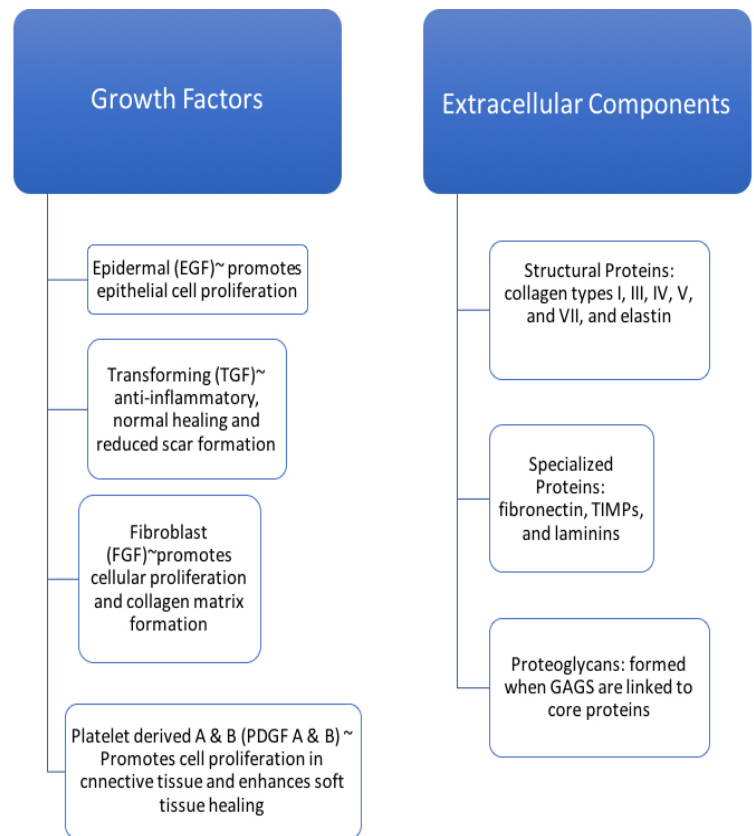 Growth Factors
Epidermal (EGF)~ promotes
epithelial cell proliferation
Transforming (TGF)~
anti-inflammatory,
normal healing and
reduced scar formation
Fibroblast
(FGF)~promotes
cellular proliferation
and collagen matrix
formation
Platelet derived A & B (PDGF A & B) ~
Promotes cell proliferation in
cnnective tissue and enhances soft
tissue healing
Extracellular Components
Structural Proteins:
collagen types I, III, IV, V,
and VII, and elastin
Specialized
Proteins:
fibronectin, TIMPs,
and laminins
Proteoglycans: formed
when GAGS are linked to
core proteins